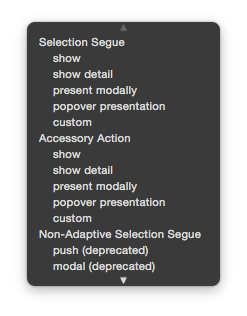 Selection Segue
show
show detail
present modally
popover presentation
custom
Accessory Action
show
show detail
present modally
popover presentation
custom
Non-Adaptive Selection Segue
push (deprecated)
modal (deprecated)